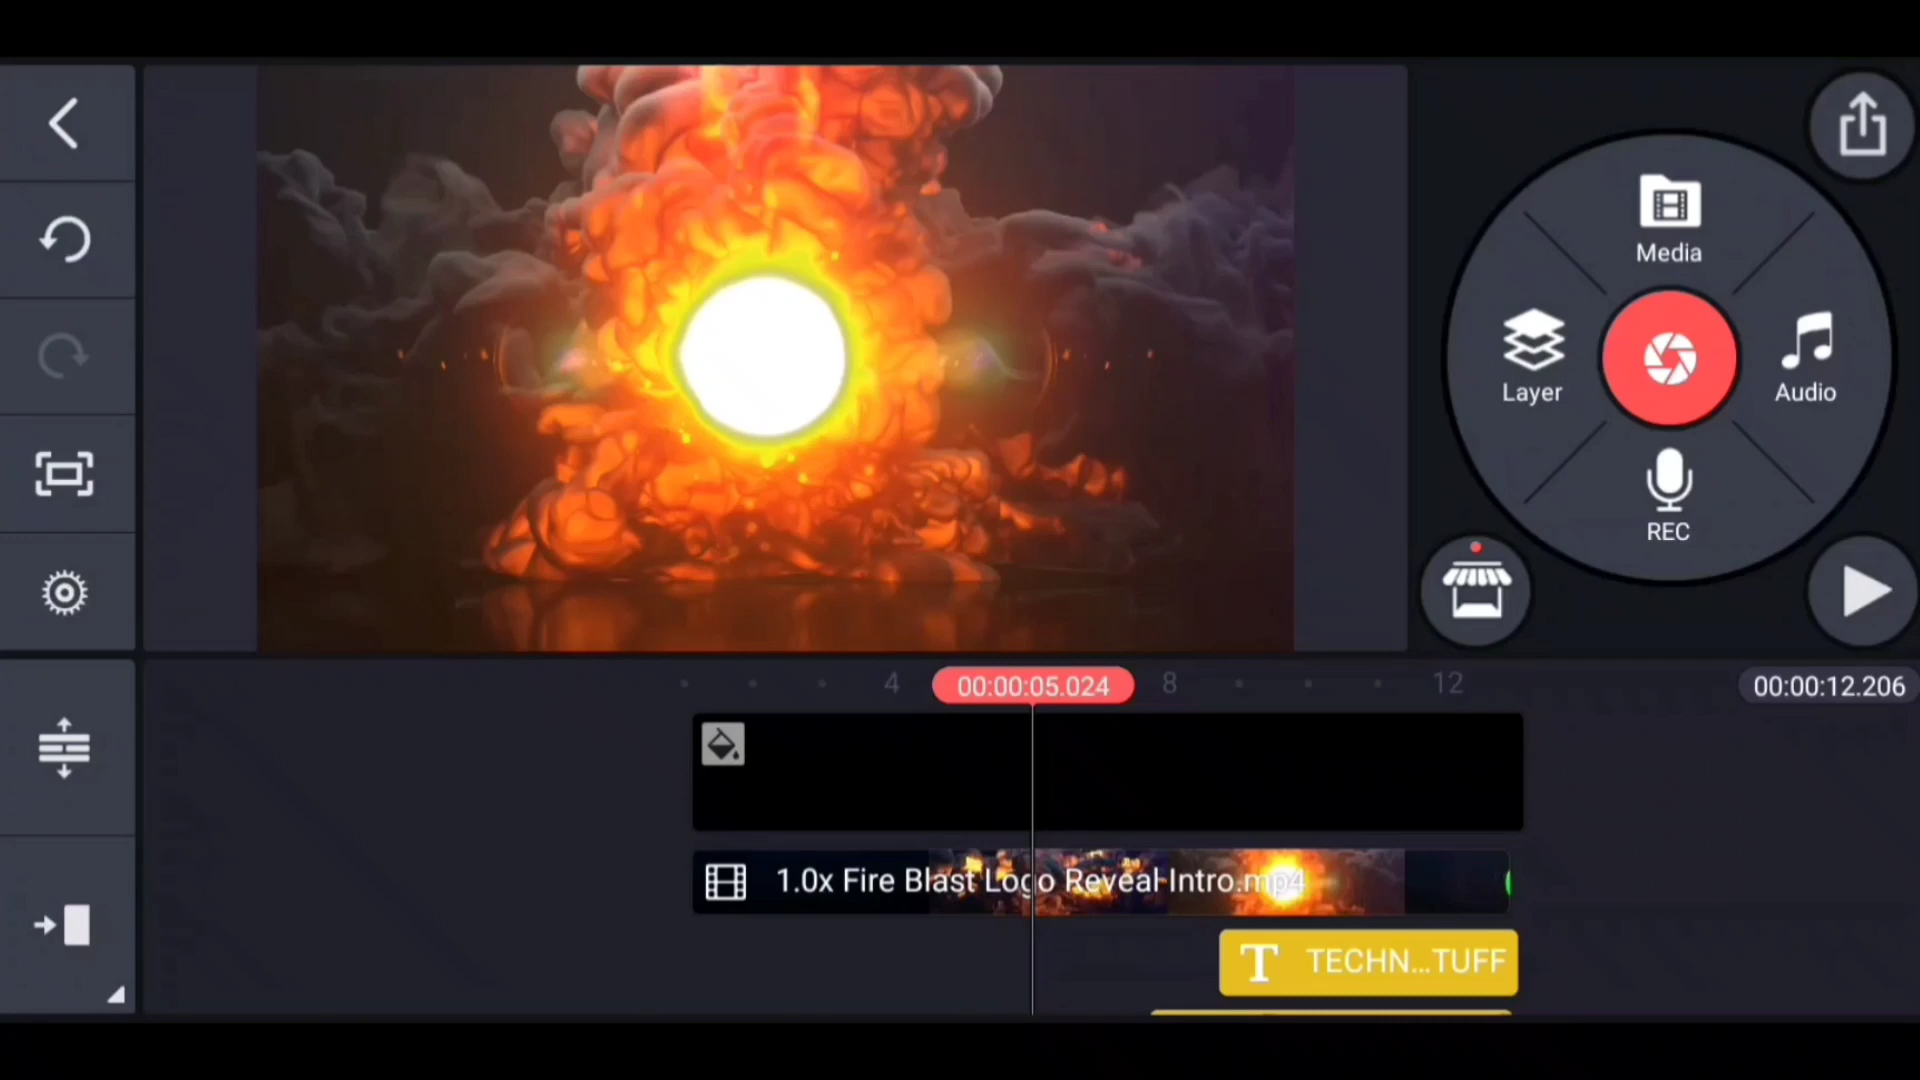 Media
Layer
Audio
REC
4
00:00:05.024
8
12
00:00:12.206
1.0x Fire Blast Logo Reveal Intro.mp4
T TECHN...TUFF